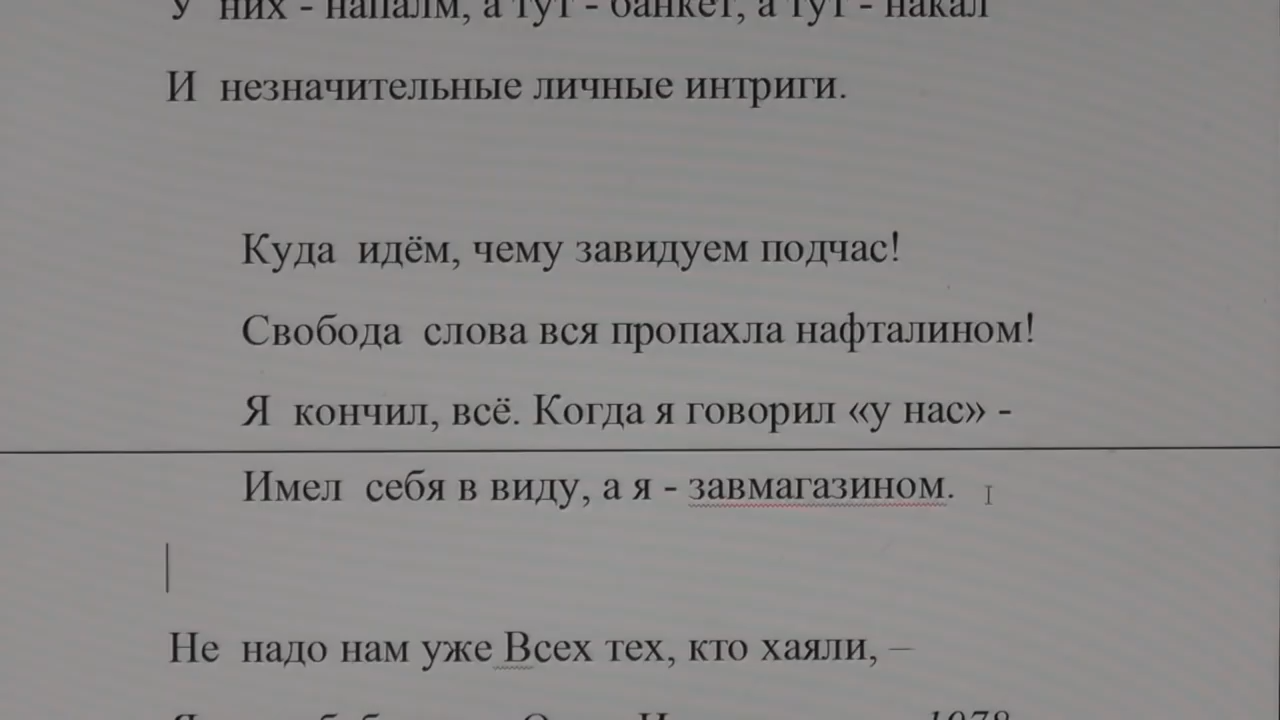 У них - напалм, а тут - банкет, а тут - накал
И незначительные личные интриги.
Куда идём, чему завидуем подчас!
Свобода слова вся пропахла нафталином!
Я кончил, всё. Когда я говорил «у нас» -
Имел себя в виду, а я - завмагазином.
Не надо нам уже Всех тех, кто хаяли, –
1978